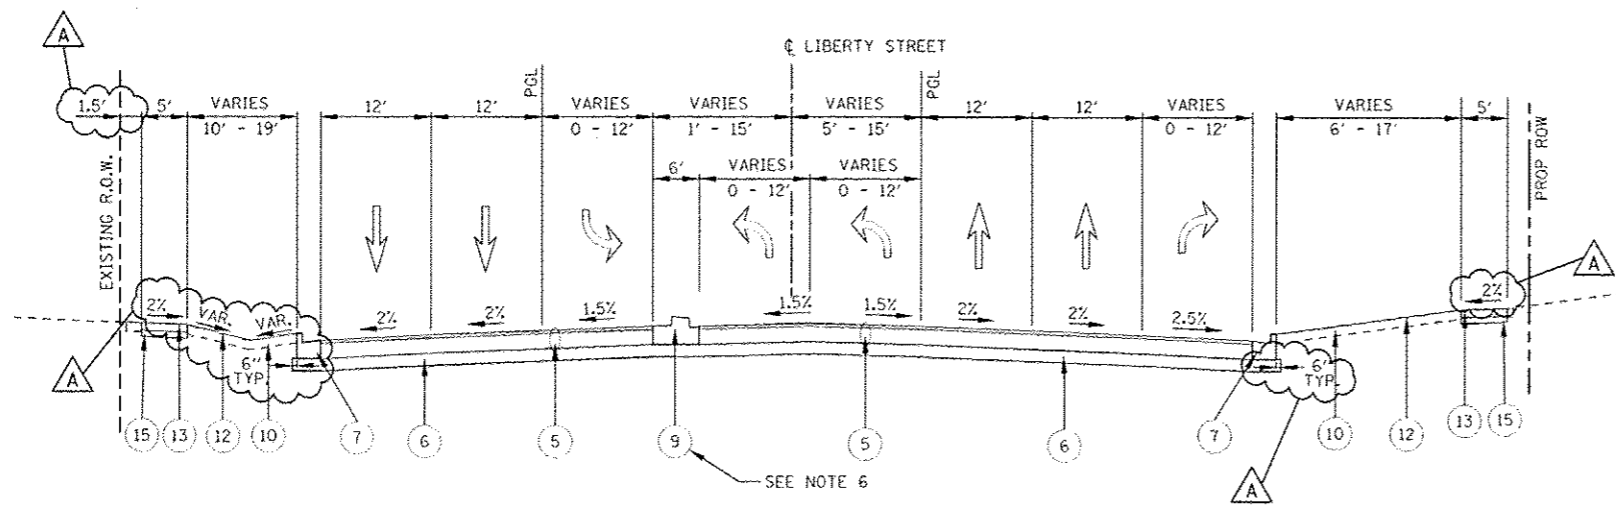 A
℄ LIBERTY STREET
PGL
PGL
1.5' 5' VARIES 12' 12' VARIES VARIES VARIES 12' 12' VARIES VARIES 5'
10' - 19' 0 - 12' 1' - 15' 5' - 15' 0 - 12' 6' - 17'
6' VARIES VARIES
0 - 12' 0 - 12'
EXISTING R.O.W.
PROP ROW
A
2% VAR. VAR. 2% 2% 1.5% 1.5% 1.5% 2% 2% 2.5% 2%
6" TYP.
6" TYP.
A
15 13 12 10 7 6 5 9 5 6 7 10 12 13 15
SEE NOTE 6
A